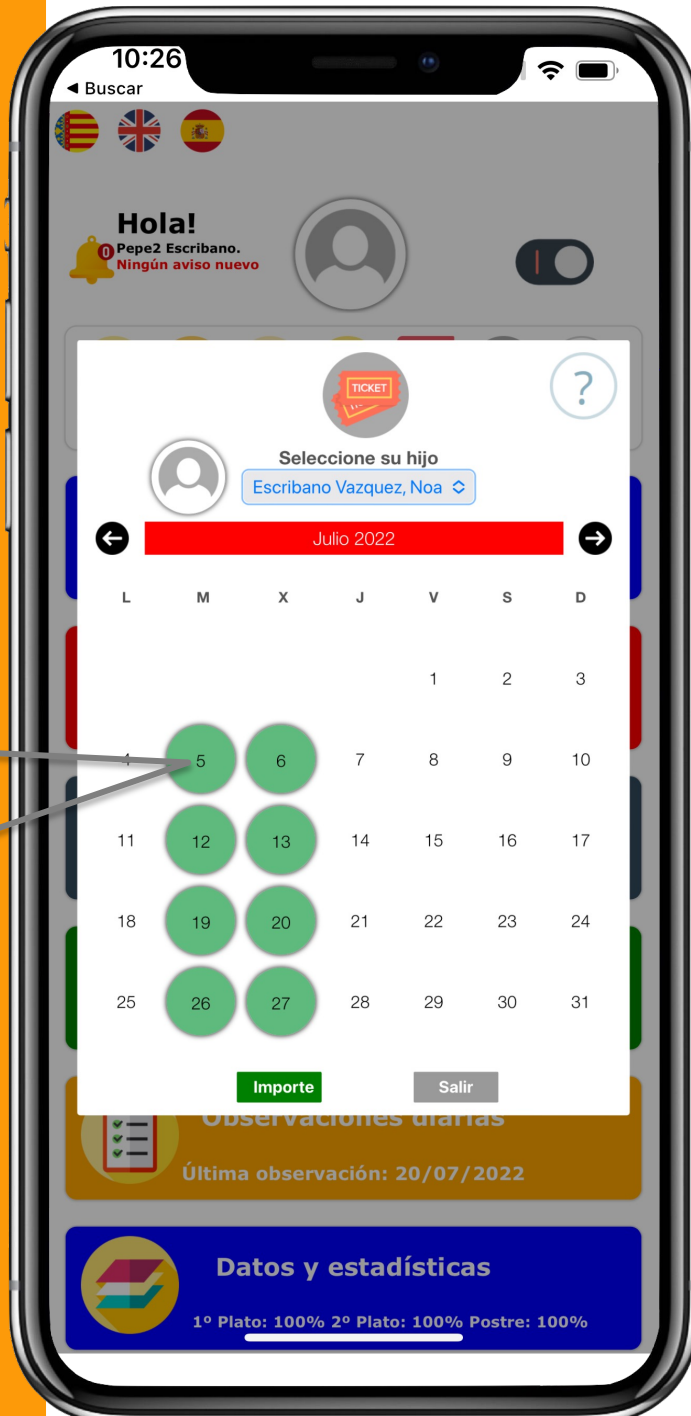 10:26
◀ Buscar
Hola!
0
Pepe2 Escribano.
Ningún aviso nuevo
TICKET
?
Seleccione su hijo
Escribano Vazquez, Noa
Julio 2022
L M X J V S D
1 2 3
4 5 6 7 8 9 10
11 12 13 14 15 16 17
18 19 20 21 22 23 24
25 26 27 28 29 30 31
Importe Salir
Observaciones diarias
Última observación: 20/07/2022
Datos y estadísticas
1º Plato: 100% 2º Plato: 100% Postre: 100%